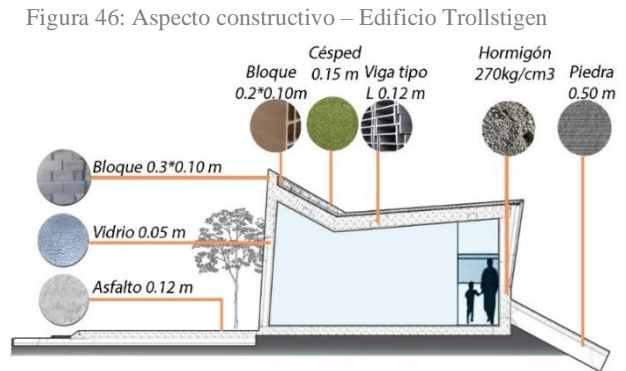 Figura 46: Aspecto constructivo – Edificio Trollstigen
Bloque
0.2*0.10m
Césped
0.15 m
Viga tipo
L 0.12 m
Hormigón
270kg/cm3
Piedra
0.50 m
Bloque 0.3*0.10 m
Vidrio 0.05 m
Asfalto 0.12 m